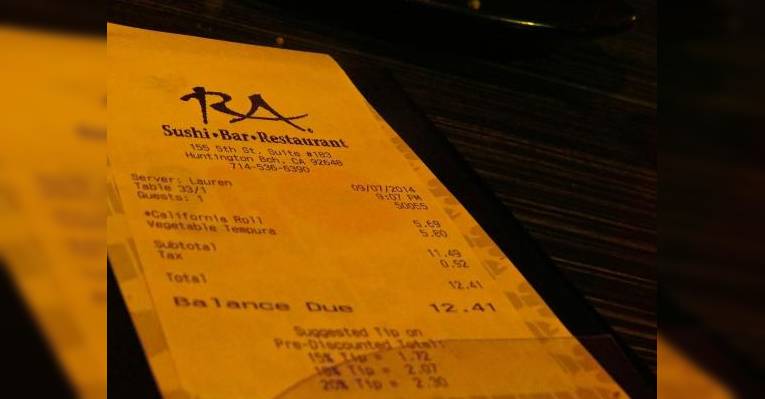 RA
Sushi•Bar•Restaurant
155 5th St. Suite #183
Huntington Bch, CA 92648
714-536-6390
Server: Lauren 09/07/2014
Table 33/1 9:07 PM
Guests: 1 50055
*California Roll 5.69
Vegetable Tempura 5.80
Subtotal 11.49
Tax 0.92
Total 12.41
Balance Due 12.41
Suggested Tip on
Pre-Discounted Total:
15% Tip = 1.72
18% Tip = 2.07
20% Tip = 2.30